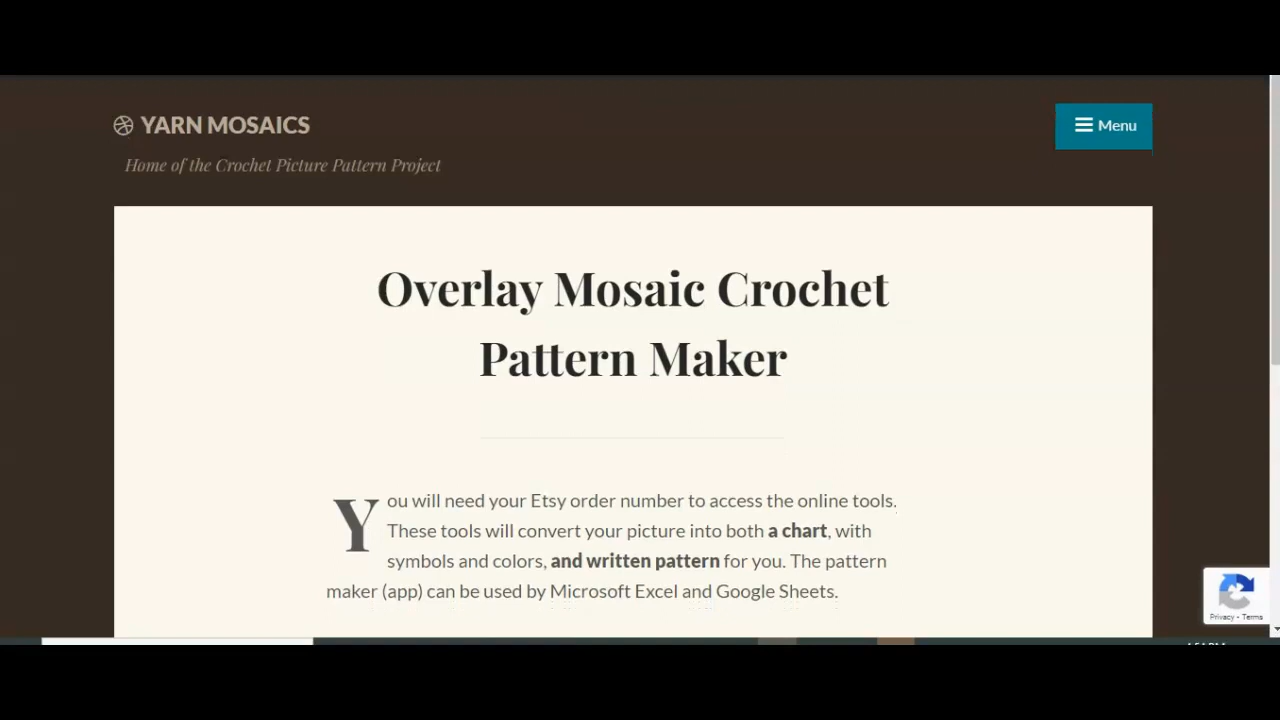 YARN MOSAICS
Menu
Home of the Crochet Picture Pattern Project
Overlay Mosaic Crochet
Pattern Maker
You will need your Etsy order number to access the online tools.
These tools will convert your picture into both a chart, with
symbols and colors, and written pattern for you. The pattern
maker (app) can be used by Microsoft Excel and Google Sheets.
Privacy • Terms